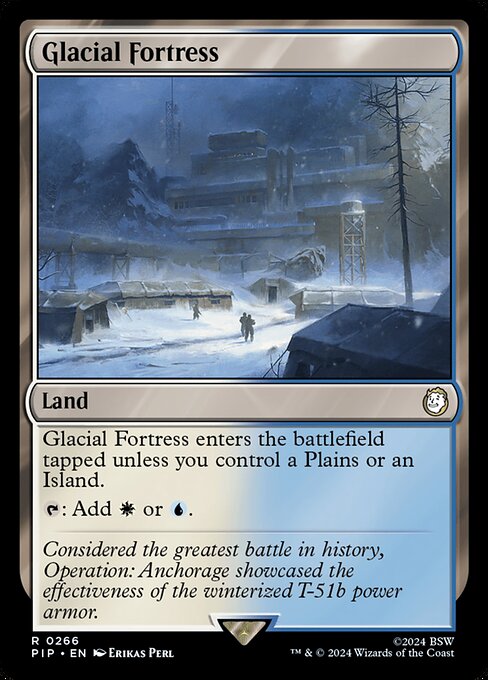 Glacial Fortress
Land
Glacial Fortress enters the battlefield
tapped unless you control a Plains or an
Island.
: Add or .
Considered the greatest battle in history,
Operation: Anchorage showcased the
effectiveness of the winterized T-51b power
armor.
R 0266
PIP • EN Erikas Perl
©2024 BSW
™ & © 2024 Wizards of the Coast